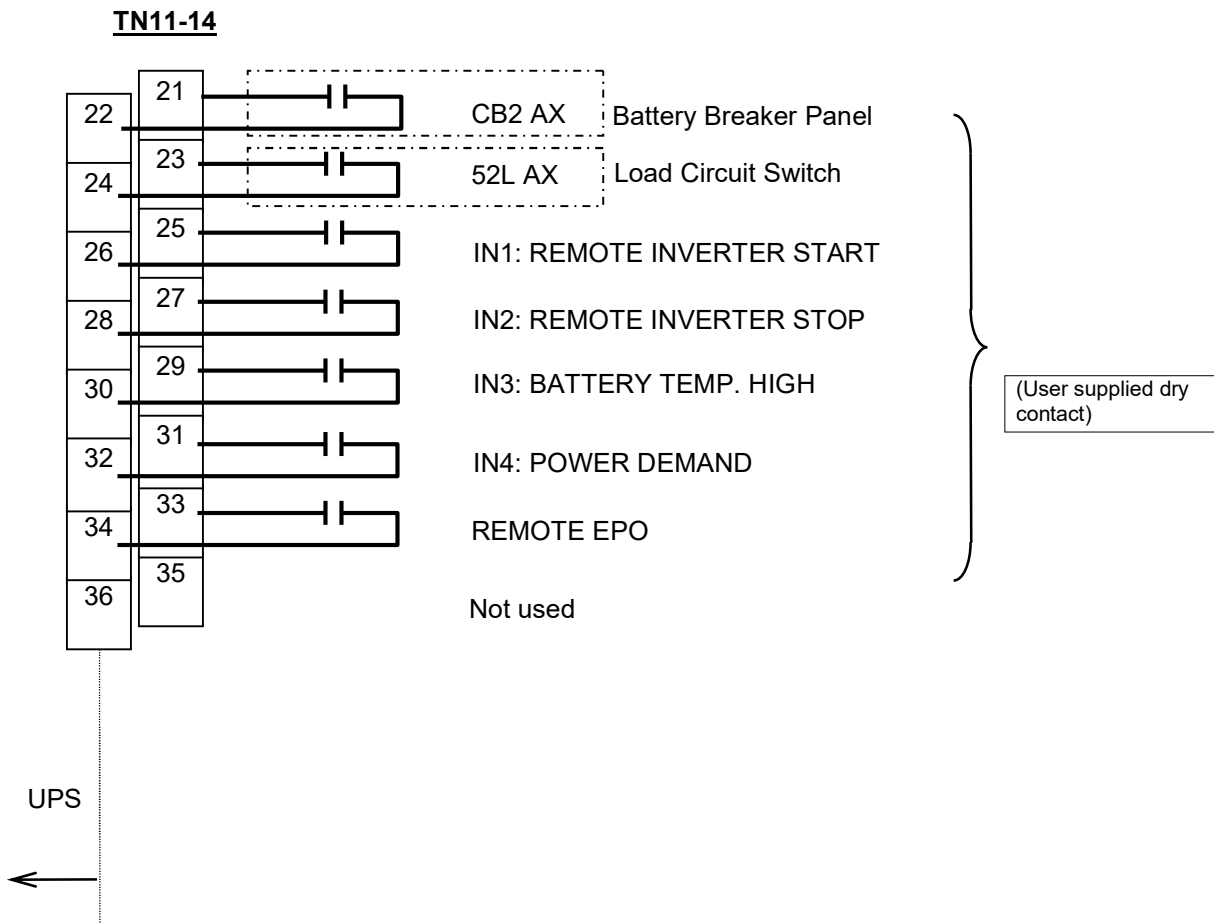 TN11-14
21
22
CB2 AX
Battery Breaker Panel
23
24
52L AX
Load Circuit Switch
25
26
IN1: REMOTE INVERTER START
27
28
IN2: REMOTE INVERTER STOP
29
30
IN3: BATTERY TEMP. HIGH
(User supplied dry
contact)
31
32
IN4: POWER DEMAND
33
34
REMOTE EPO
35
36
Not used
UPS